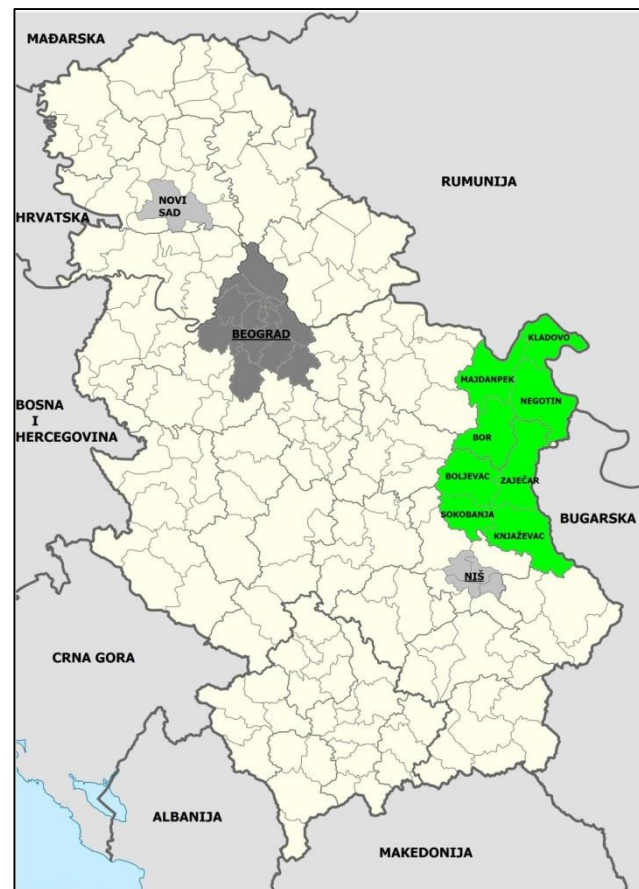 MAĐARSKA
RUMUNIJA
NOVI
SAD
HRVATSKA
BEOGRAD
KLADOVO
MAJDANPEK
NEGOTIN
BOSNA
I
HERCEGOVINA
BOR
BOLJEVAC
ZAJEČAR
SOKOBANJA
BUGARSKA
KNJAŽEVAC
NIŠ
CRNA GORA
ALBANIJA
MAKEDONIJA